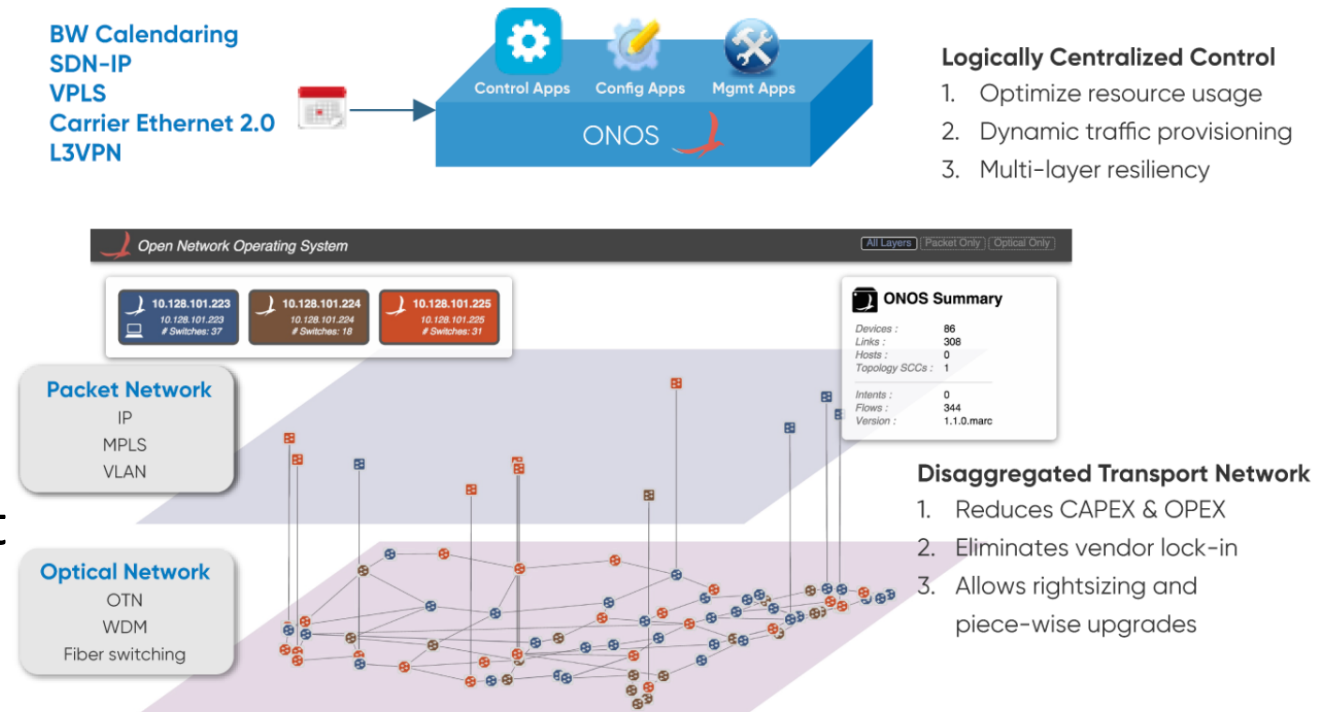 BW Calendaring
SDN-IP
VPLS
Carrier Ethernet 2.0
L3VPN
Control Apps
Config Apps
Mgmt Apps
ONOS
Logically Centralized Control
1. Optimize resource usage
2. Dynamic traffic provisioning
3. Multi-layer resiliency
Open Network Operating System
All Layers
Packet Only
Optical Only
10.128.101.223
10.128.101.223
# Switches: 37
10.128.101.224
10.128.101.224
# Switches: 18
10.128.101.225
10.128.101.225
# Switches: 31
ONOS Summary
Devices : 86
Links : 308
Hosts : 0
Topology SCCs : 1
Intents : 0
Flows : 344
Version : 1.1.0.marc
Packet Network
IP
MPLS
VLAN
t
Optical Network
OTN
WDM
Fiber switching
Disaggregated Transport Network
1. Reduces CAPEX & OPEX
2. Eliminates vendor lock-in
3. Allows rightsizing and
piece-wise upgrades